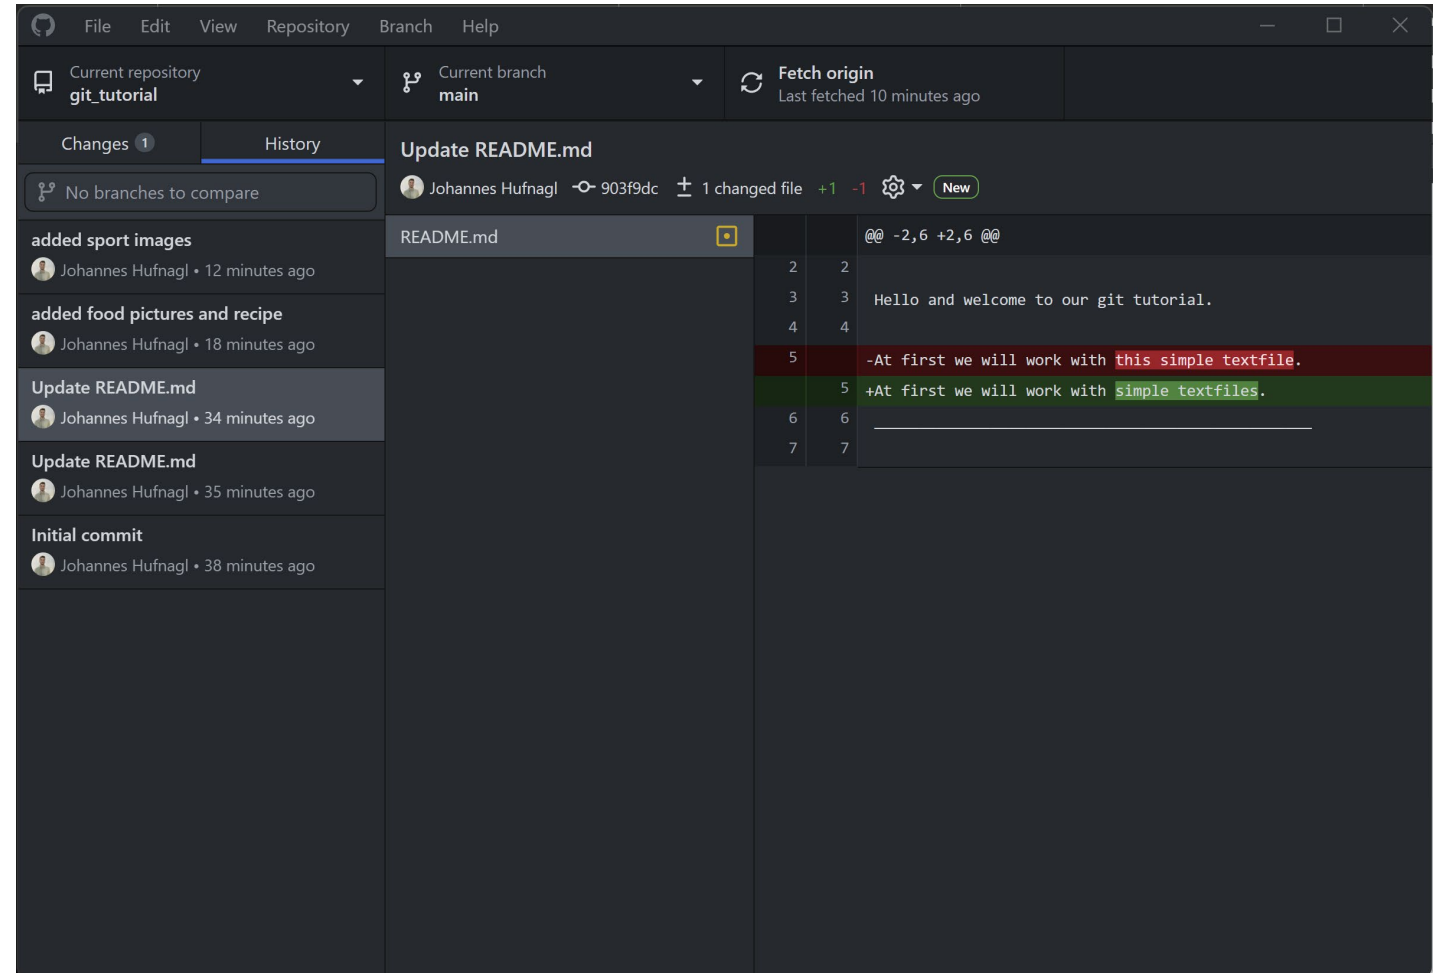 File Edit View Repository Branch Help
Current repository
git_tutorial
Current branch
main
Fetch origin
Last fetched 10 minutes ago
Changes 1 History
No branches to compare
added sport images
Johannes Hufnagl • 12 minutes ago
added food pictures and recipe
Johannes Hufnagl • 18 minutes ago
Update README.md
Johannes Hufnagl • 34 minutes ago
Update README.md
Johannes Hufnagl • 35 minutes ago
Initial commit
Johannes Hufnagl • 38 minutes ago
Update README.md
Johannes Hufnagl 903f9dc 1 changed file +1 -1 New
README.md
@@ -2,6 +2,6 @@
2 2
3 3 Hello and welcome to our git tutorial.
4 4
5 -At first we will work with this simple textfile.
5 +At first we will work with simple textfiles.
6 6 _________________________________________________
7 7